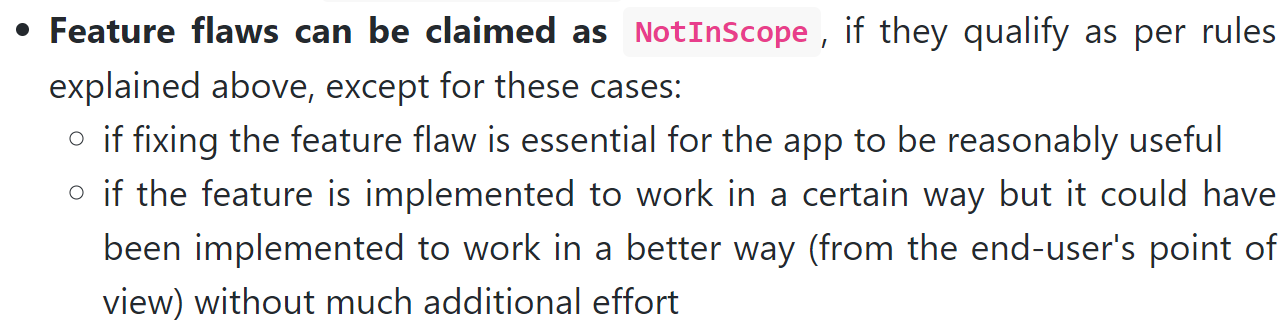 • Feature flaws can be claimed as NotInScope, if they qualify as per rules
explained above, except for these cases:
○ if fixing the feature flaw is essential for the app to be reasonably useful
○ if the feature is implemented to work in a certain way but it could have
been implemented to work in a better way (from the end-user's point of
view) without much additional effort